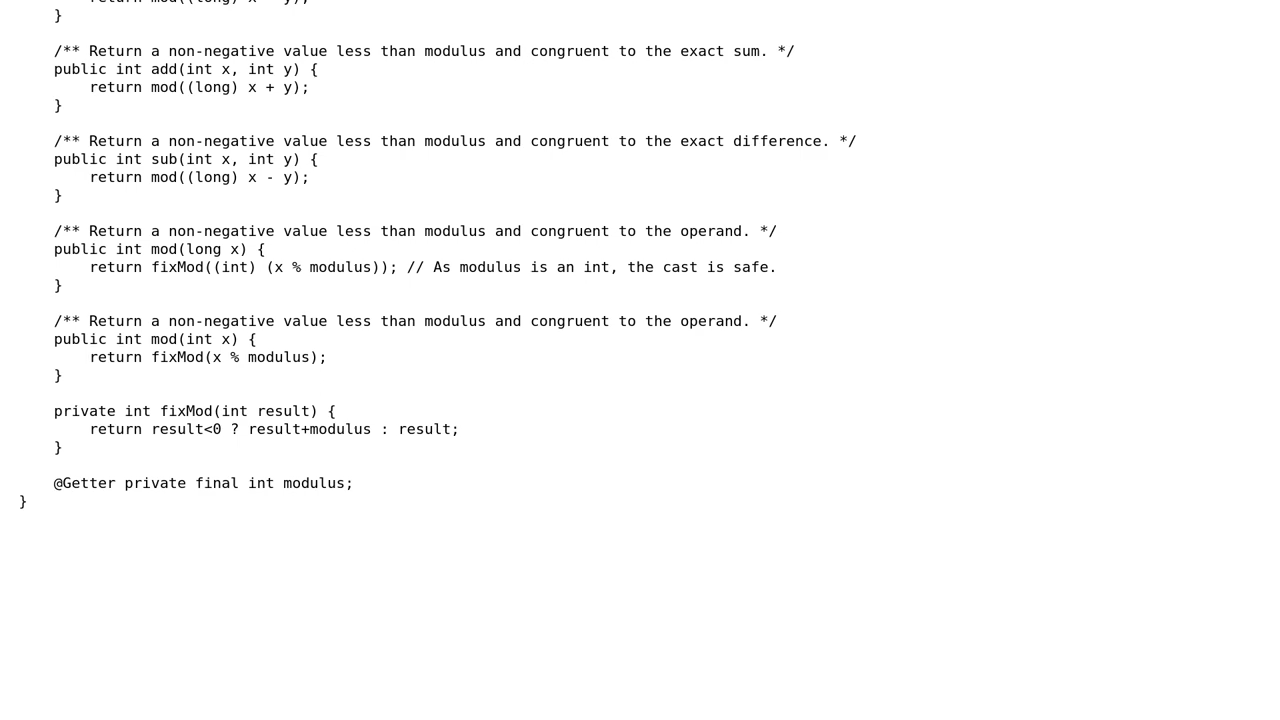 return mod((long) x * y);
}
/** Return a non-negative value less than modulus and congruent to the exact sum. */
public int add(int x, int y) {
return mod((long) x + y);
}
/** Return a non-negative value less than modulus and congruent to the exact difference. */
public int sub(int x, int y) {
return mod((long) x - y);
}
/** Return a non-negative value less than modulus and congruent to the operand. */
public int mod(long x) {
return fixMod((int) (x % modulus)); // As modulus is an int, the cast is safe.
}
/** Return a non-negative value less than modulus and congruent to the operand. */
public int mod(int x) {
return fixMod(x % modulus);
}
private int fixMod(int result) {
return result<0 ? result+modulus : result;
}
@Getter private final int modulus;
}